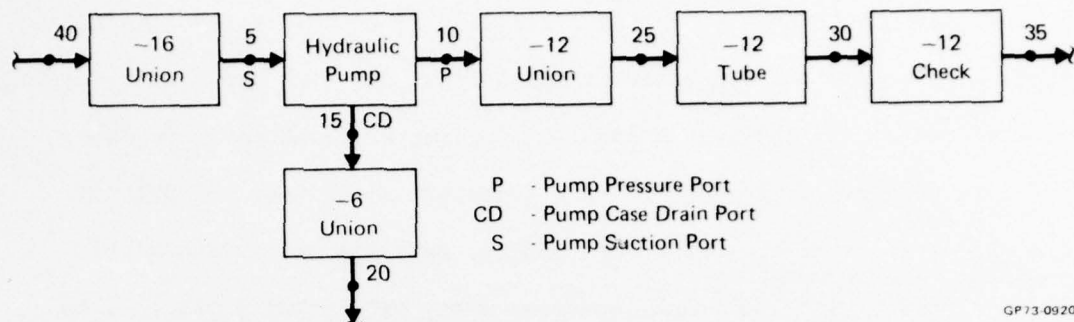 40
-16
Union
5
S
Hydraulic
Pump
10
P
-12
Union
25
-12
Tube
30
-12
Check
35
15 CD
-6
Union
20
P - Pump Pressure Port
CD - Pump Case Drain Port
S - Pump Suction Port
GP73-0920